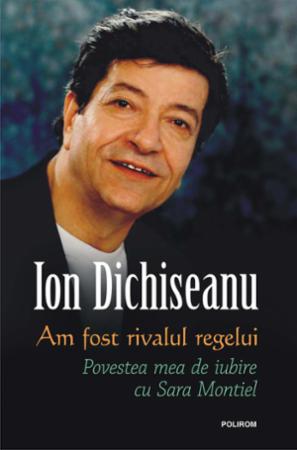 Ion Dichiseanu
Am fost rivalul regelui
Povestea mea de iubire
cu Sara Montiel
POLIROM